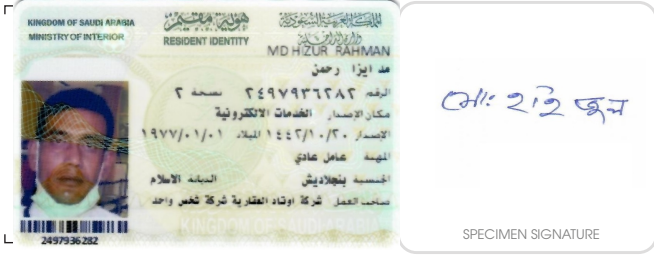 KINGDOM OF SAUDI ARABIA
MINISTRY OF INTERIOR
هوية مقيم
RESIDENT IDENTITY
المملكة العربية السعودية
وزارة الداخلية
MD HIZUR RAHMAN
مد ايزا رحمن
الرقم ٢٤٩٧٩٣٦٢٨٢ نسخة ٢
مكان الإصدار الخدمات الالكترونية
الاصدار ١٤٤٢/١٠/٢٠ الميلاد ١٩٧٧/٠١/٠١
المهنة عامل عادي
الجنسية بنجلاديش الديانة الاسلام
صاحب العمل شركة اوتاد العقارية شركة شخص واحد
KINGDOM OF SAUDI ARABIA
2497936282
মো:
SPECIMEN SIGNATURE